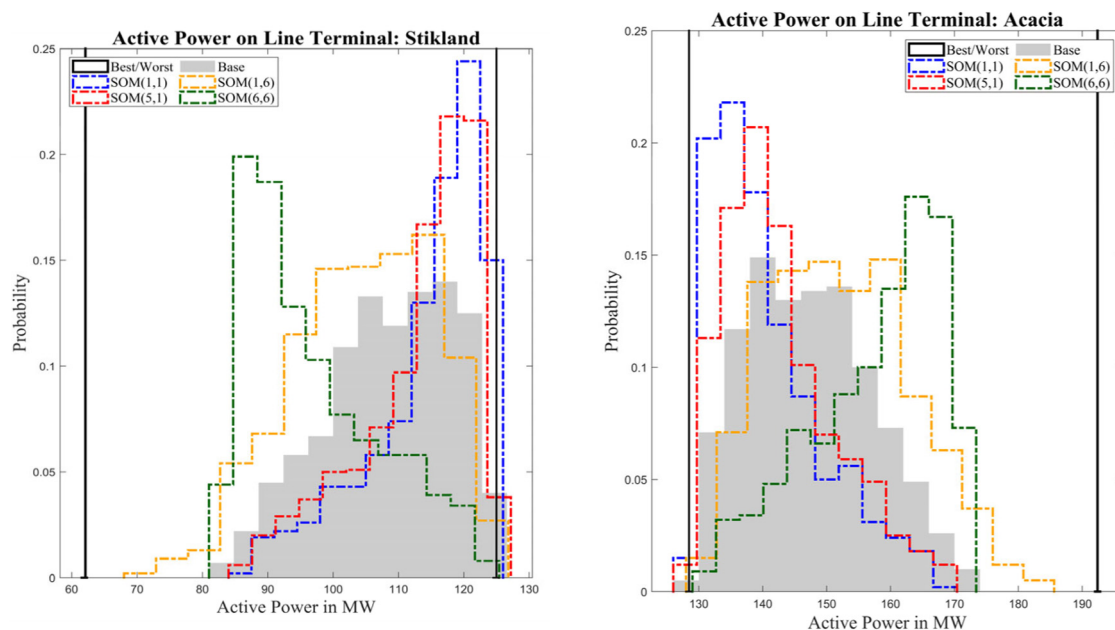 Active Power on Line Terminal: Stikland
0.25
Best/Worst Base
SOM(1,1) SOM(1,6)
SOM(5,1) SOM(6,6)
0.2
0.15
0.1
0.05
0
Probability
60 70 80 90 100 110 120 130
Active Power in MW
Active Power on Line Terminal: Acacia
0.25
Best/Worst Base
SOM(1,1) SOM(1,6)
SOM(5,1) SOM(6,6)
0.2
0.15
0.1
0.05
0
Probability
130 140 150 160 170 180 190
Active Power in MW